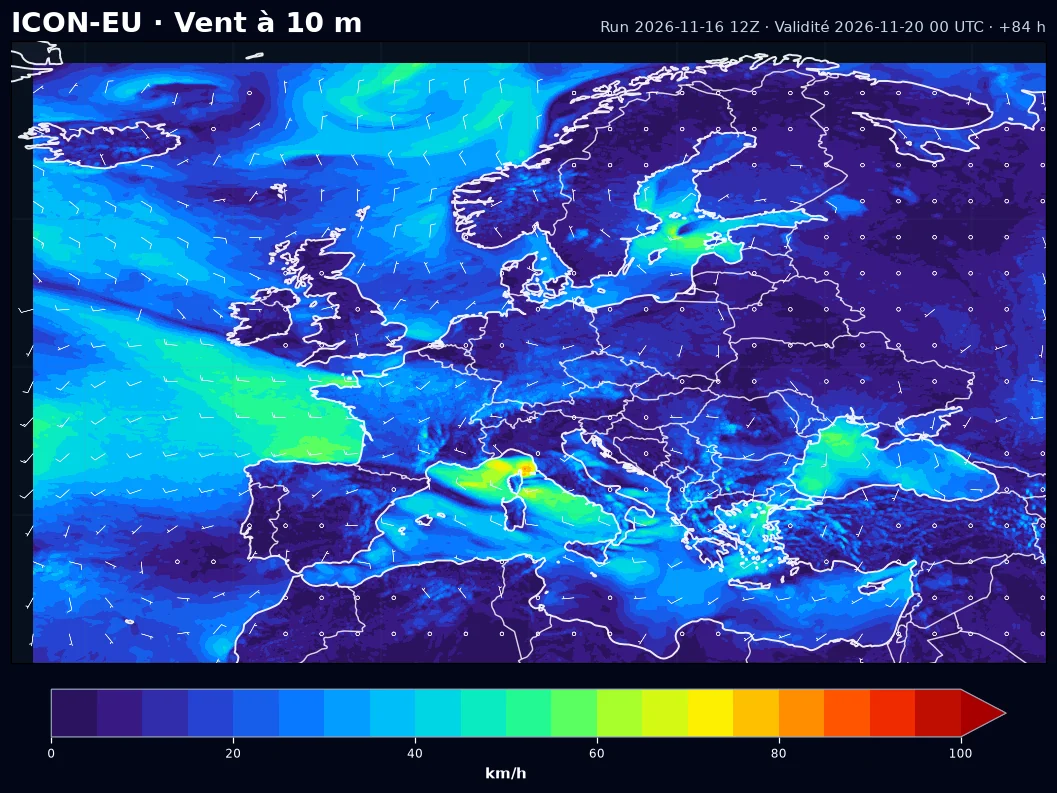 ICON-EU · Vent à 10 m
Run 2026-11-16 12Z · Validité 2026-11-20 00 UTC · +84 h
0 20 40 60 80 100
km/h